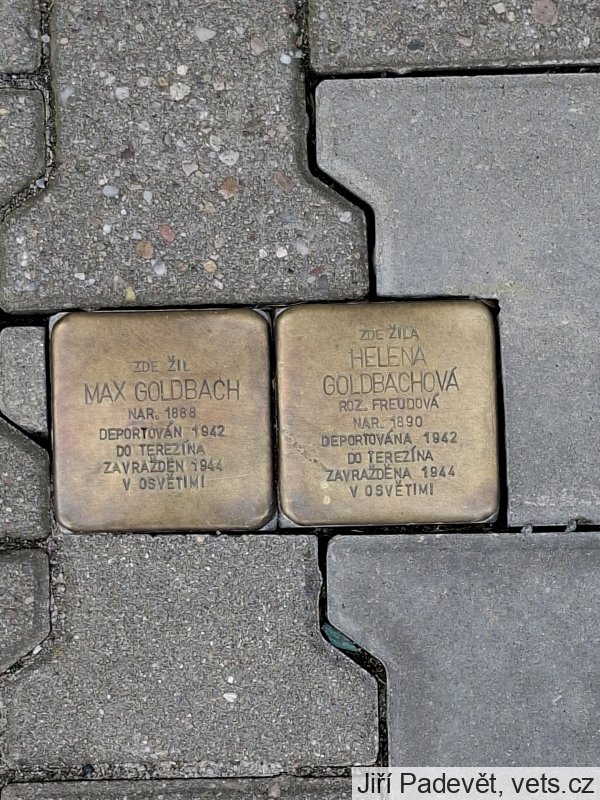 ZDE ŽIL
MAX GOLDBACH
NAR. 1888
DEPORTOVÁN 1942
DO TEREZÍNA
ZAVRAŽDĚN 1944
V OSVĚTIMI
ZDE ŽILA
HELENA
GOLDBACHOVÁ
ROZ. FREUDOVÁ
NAR. 1890
DEPORTOVÁNA 1942
DO TEREZÍNA
ZAVRAŽDĚNA 1944
V OSVĚTIMI
Jiří Padevět, vets.cz